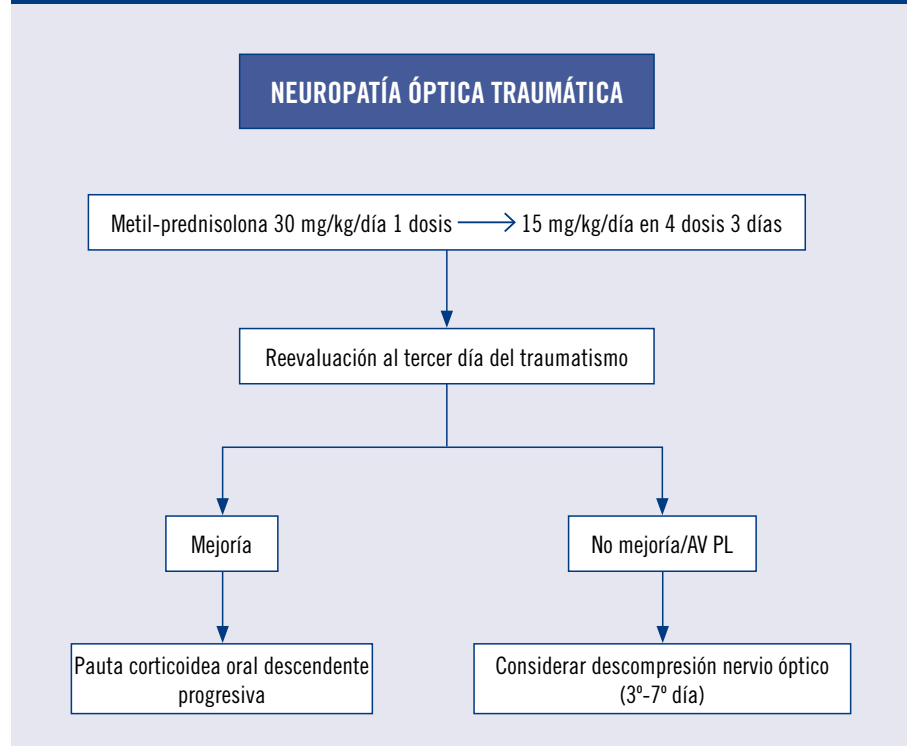 NEUROPATÍA ÓPTICA TRAUMÁTICA
Metil-prednisolona 30 mg/kg/día 1 dosis → 15 mg/kg/día en 4 dosis 3 días
Reevaluación al tercer día del traumatismo
Mejoría
No mejoría/AV PL
Pauta corticoidea oral descendente
progresiva
Considerar descompresión nervio óptico
(3º-7º día)